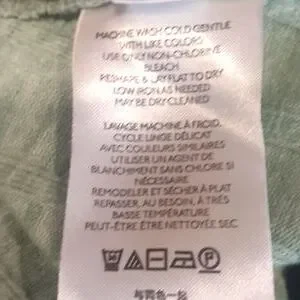 MACHINE WASH COLD GENTLE
WITH LIKE COLORS
USE ONLY NON-CHLORINE
BLEACH
RESHAPE & LAY FLAT TO DRY
LOW IRON AS NEEDED
MAY BE DRY CLEANED
LAVAGE MACHINE À FROID,
CYCLE LINGE DÉLICAT
AVEC COULEURS SIMILAIRES
UTILISER UN AGENT DE
BLANCHIMENT SANS CHLORE SI
NÉCESSAIRE
REMODELER ET SÉCHER À PLAT
REPASSER, AU BESOIN, À TRÈS
BASSE TEMPÉRATURE
PEUT-ÊTRE ÊTRE NETTOYÉE SEC